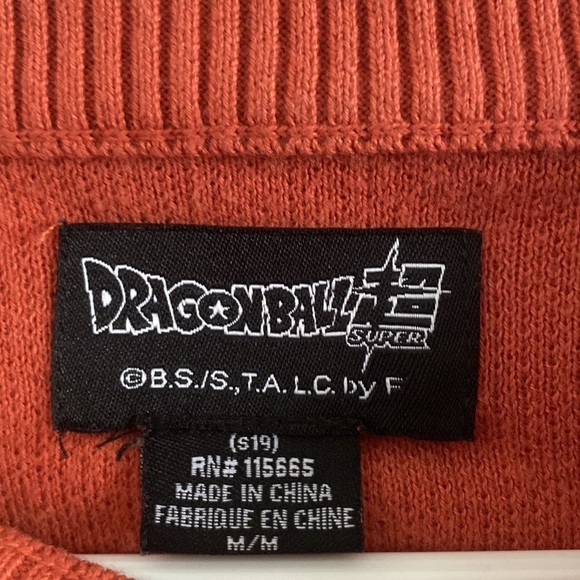 DRAGONBALL超
SUPER
©B.S./S.,T.A. L.C. by F
(s19)
RN# 115665
MADE IN CHINA
FABRIQUE EN CHINE
M/M